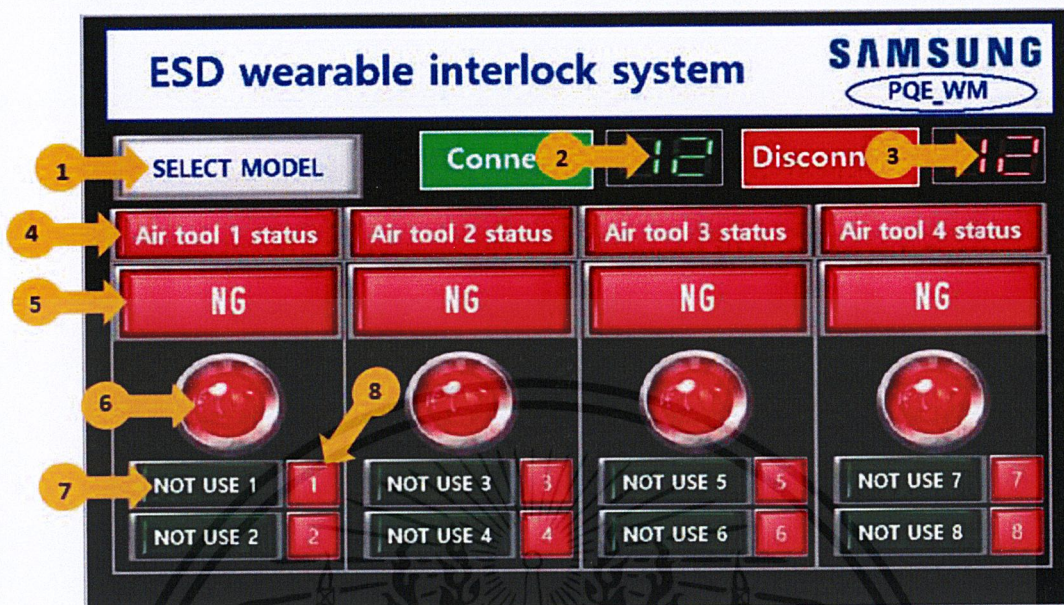 ESD wearable interlock system
SAMSUNG
PQE_WM
1
SELECT MODEL
Conne
2
12
Disconn
3
12
4
Air tool 1 status
Air tool 2 status
Air tool 3 status
Air tool 4 status
5
NG
NG
NG
NG
6
8
7
NOT USE 1
1
NOT USE 3
3
NOT USE 5
5
NOT USE 7
7
NOT USE 2
2
NOT USE 4
4
NOT USE 6
6
NOT USE 8
8